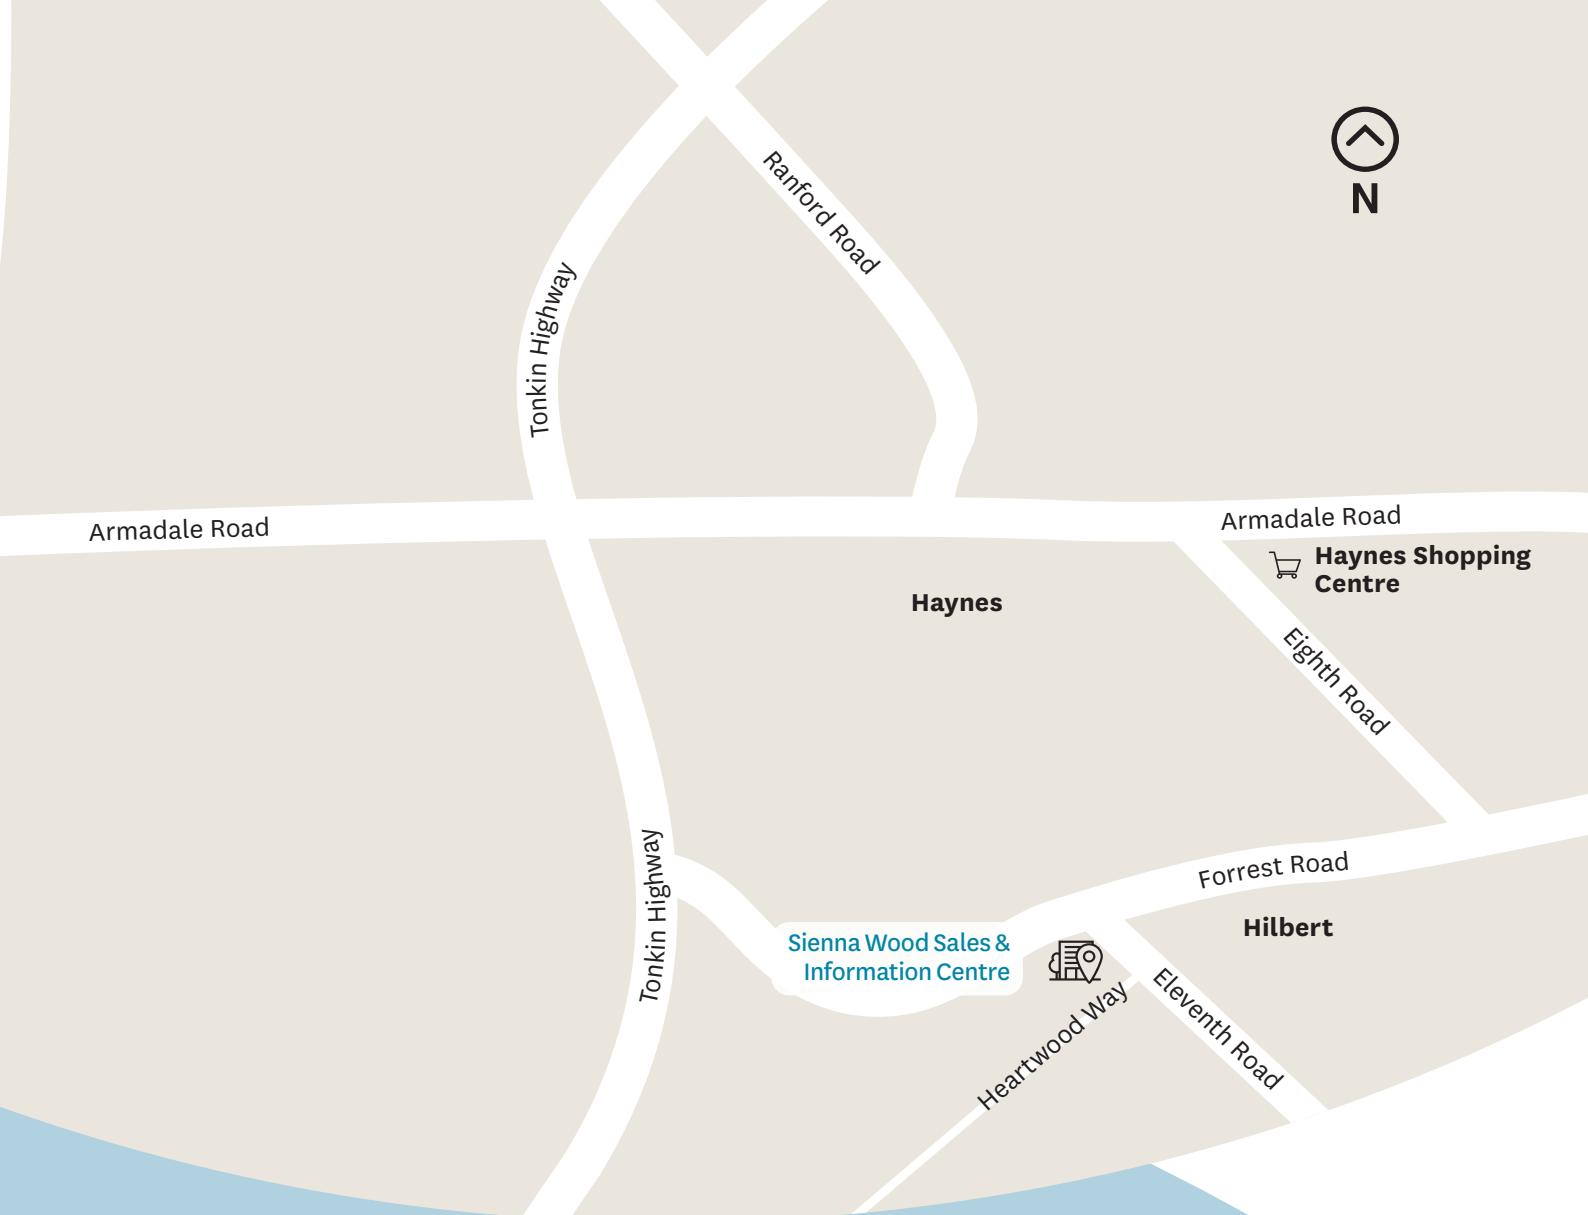 Ranford Road
N
Tonkin Highway
Armadale Road
Armadale Road
Haynes Shopping
Centre
Haynes
Eighth Road
Tonkin Highway
Forrest Road
Hilbert
Sienna Wood Sales &
Information Centre
Heartwood Way
Eleventh Road